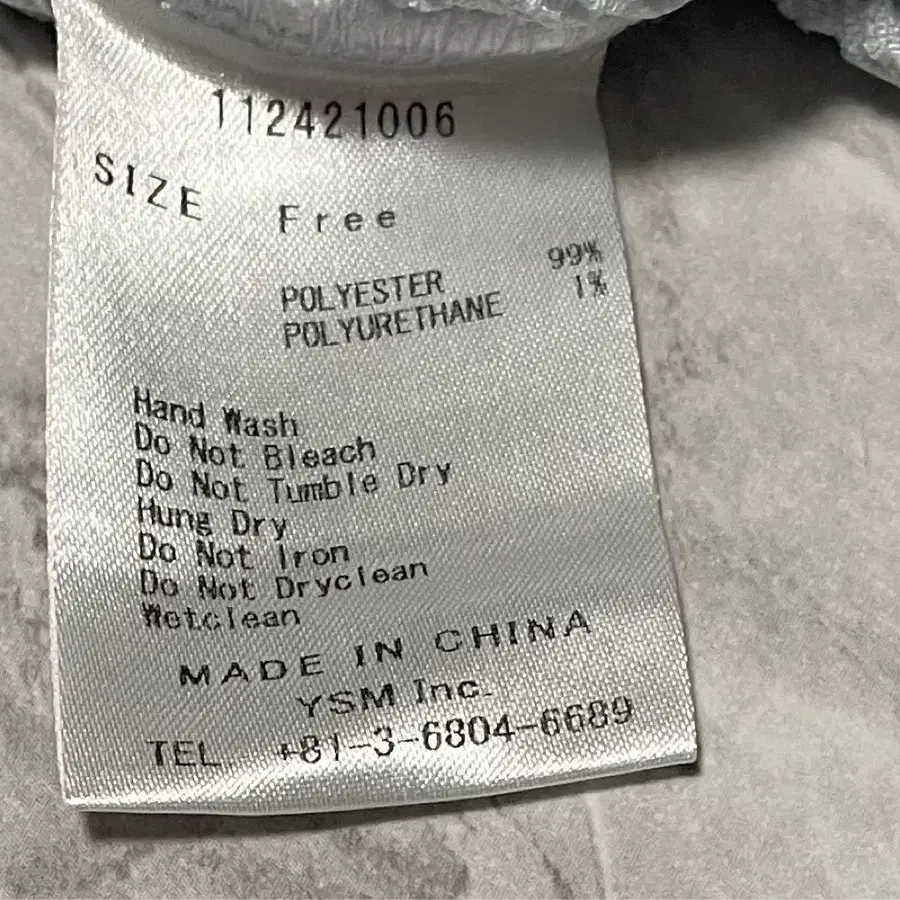 112421006
SIZE Free
POLYESTER 99%
POLYURETHANE 1%
Hand Wash
Do Not Bleach
Do Not Tumble Dry
Hung Dry
Do Not Iron
Do Not Dryclean
Wetclean
MADE IN CHINA
YSM Inc.
TEL. +81-3-6804-6689